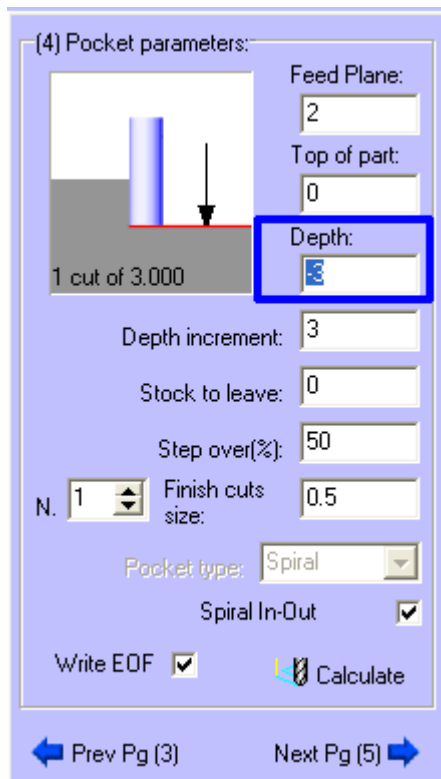 (4) Pocket parameters:
Feed Plane:
2
Top of part:
0
Depth:
-3
1 cut of 3.000
Depth increment: 3
Stock to leave: 0
Step over(%): 50
N. 1 Finish cuts size: 0.5
Pocket type: Spiral
Spiral In-Out
Write EOF Calculate
Prev Pg (3) Next Pg (5)